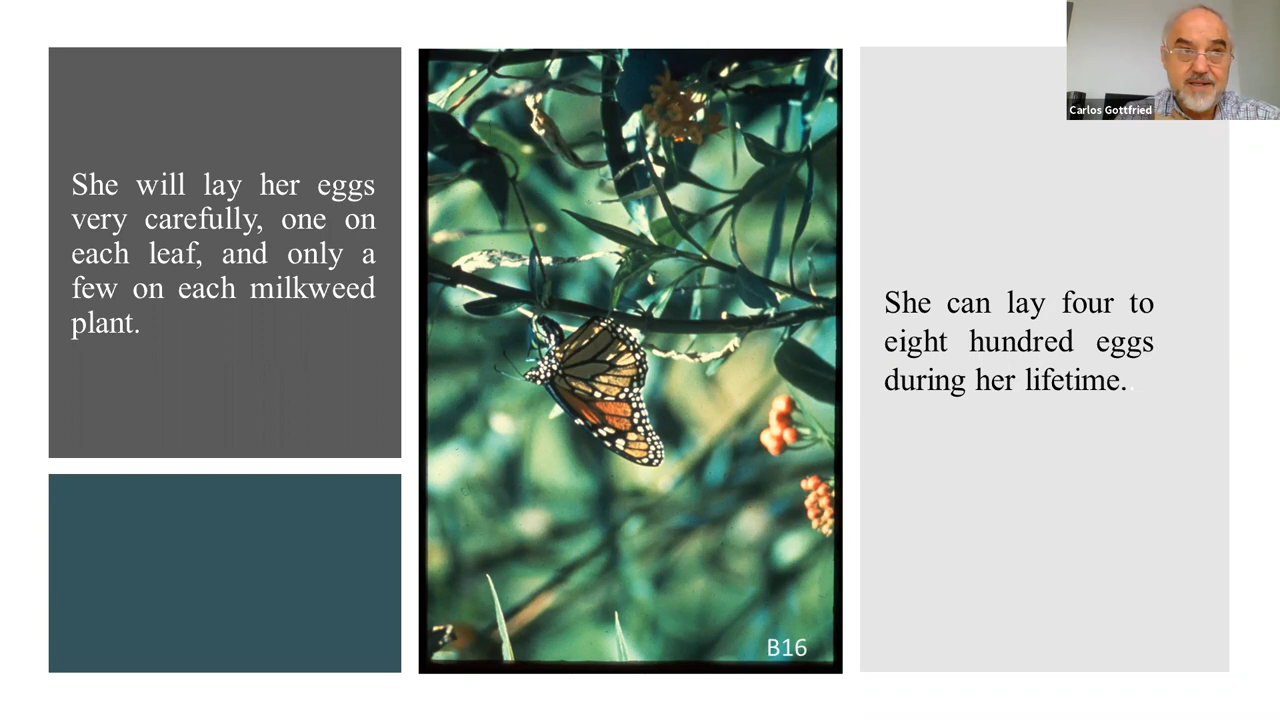 She will lay her eggs
very carefully, one on
each leaf, and only a
few on each milkweed
plant.
B16
She can lay four to
eight hundred eggs
during her lifetime.
Carlos Gottfried